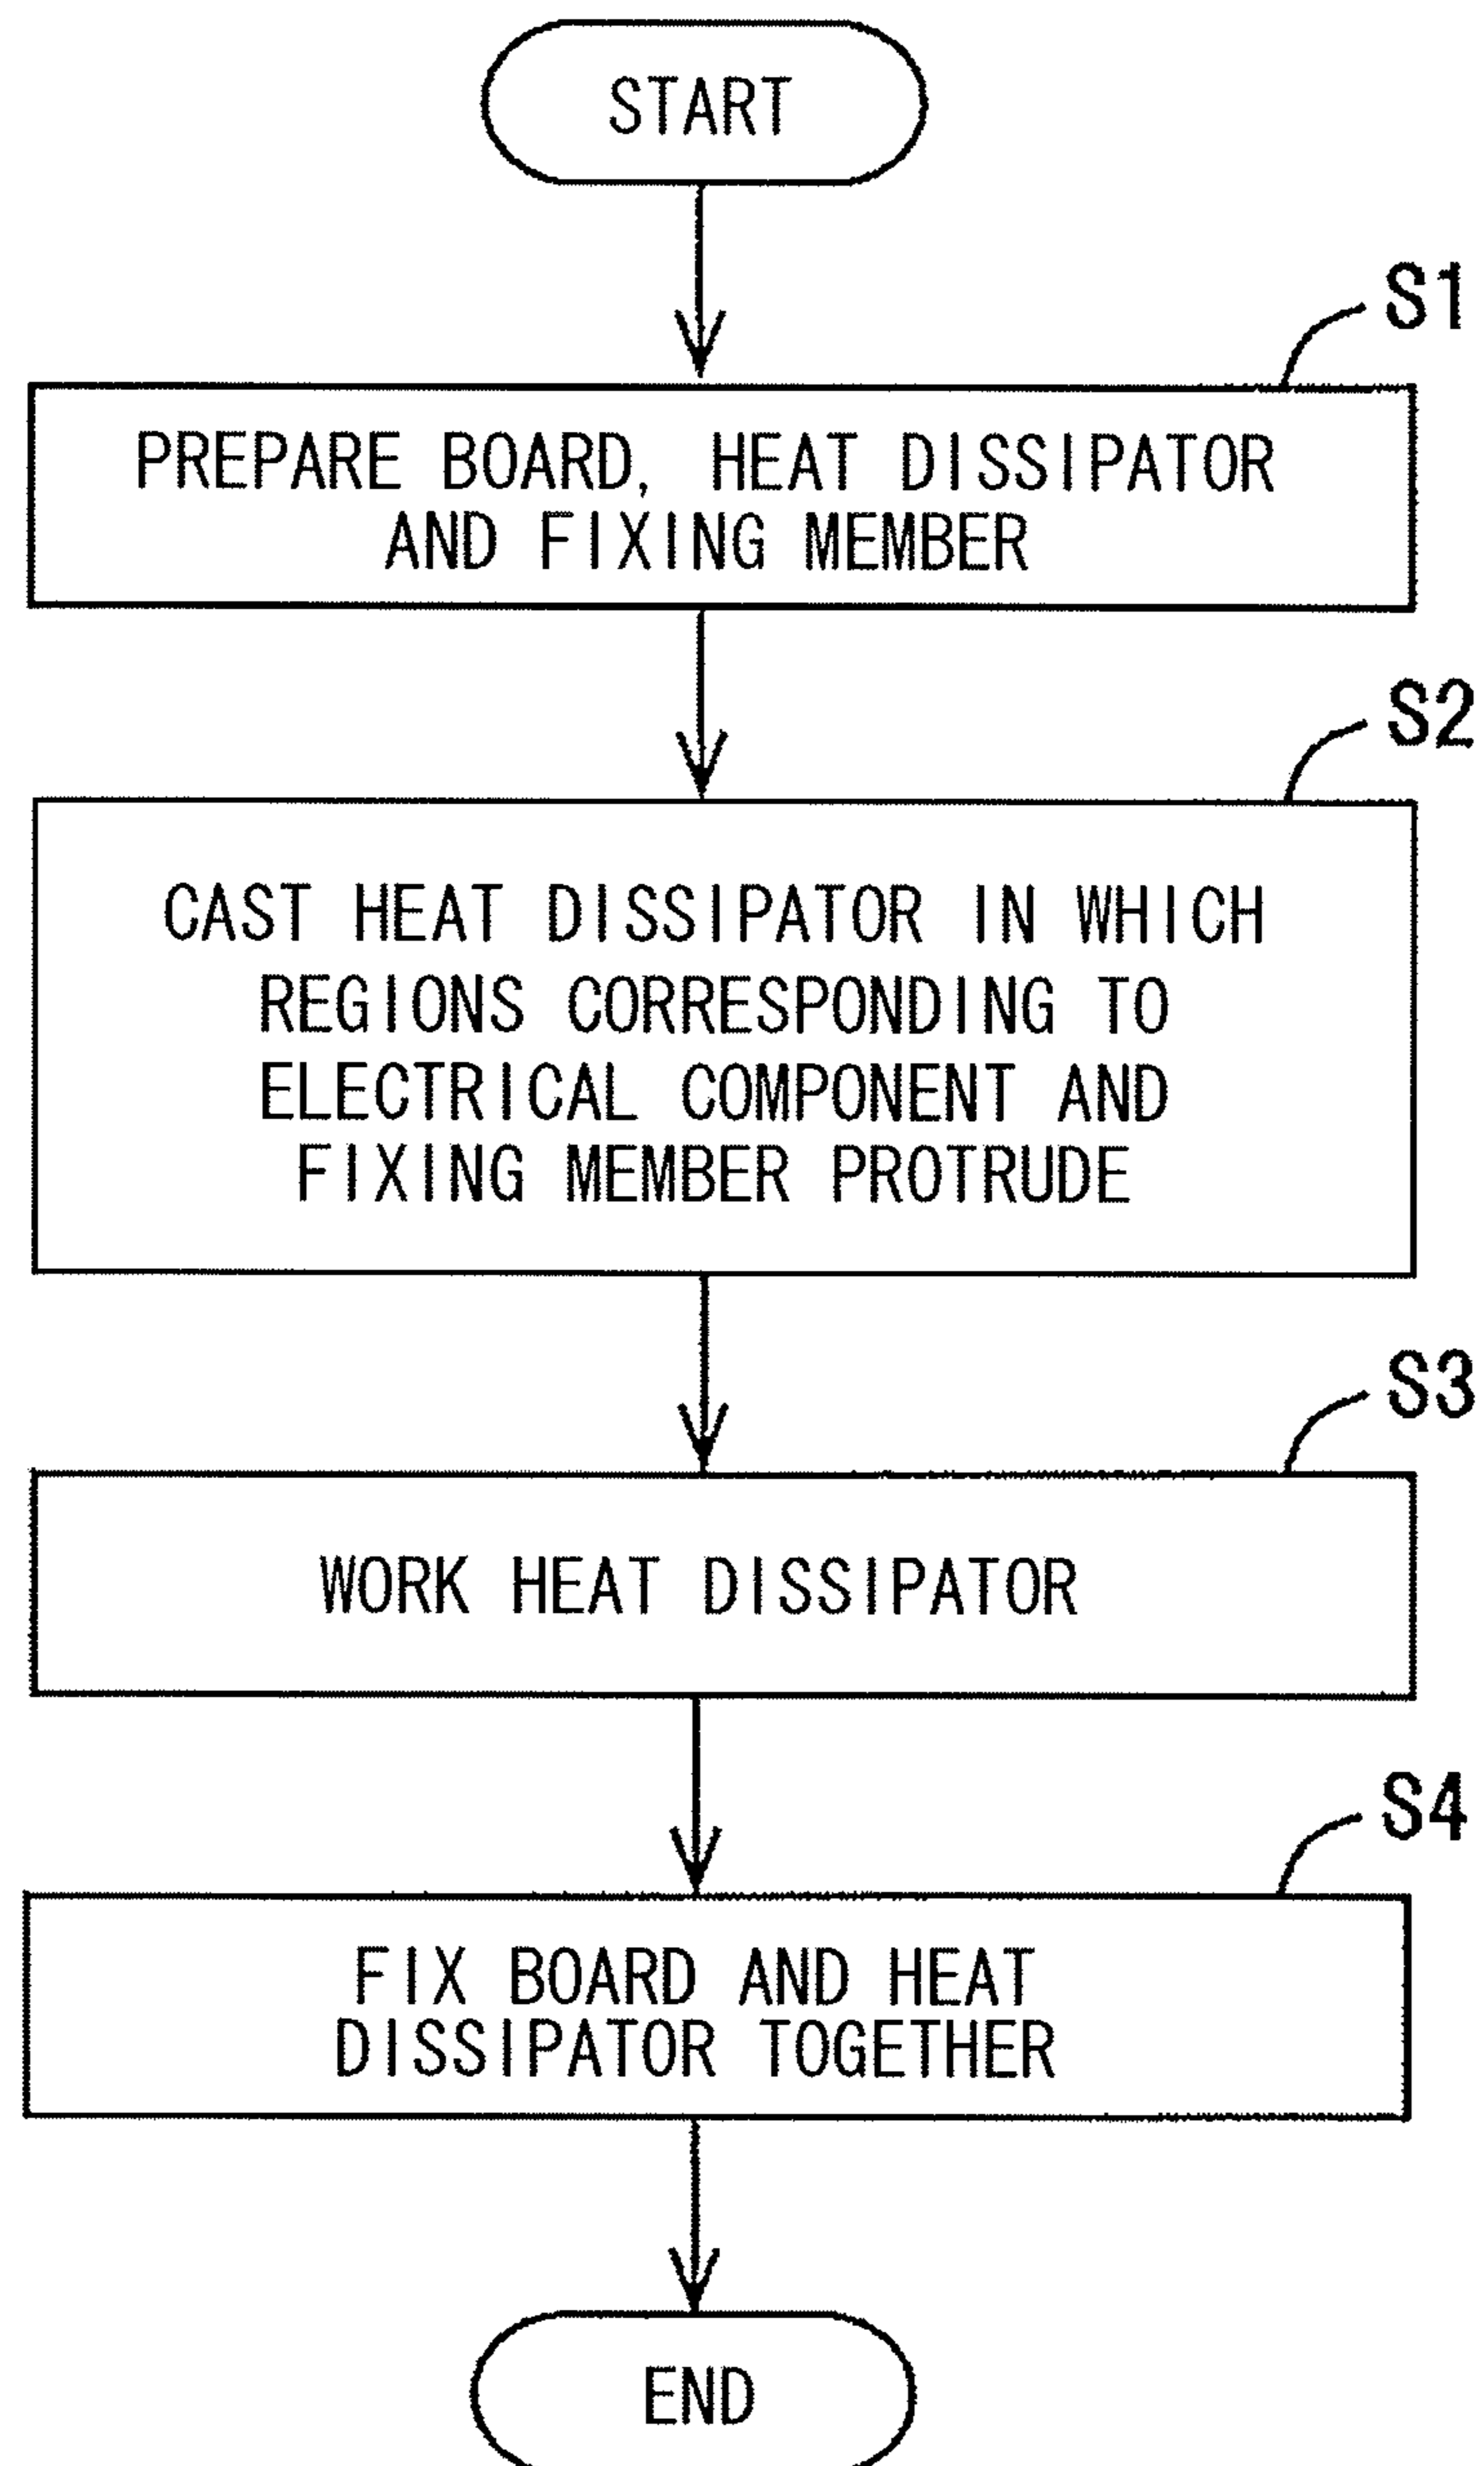 START
S1
PREPARE BOARD, HEAT DISSIPATOR
AND FIXING MEMBER
S2
CAST HEAT DISSIPATOR IN WHICH
REGIONS CORRESPONDING TO
ELECTRICAL COMPONENT AND
FIXING MEMBER PROTRUDE
S3
WORK HEAT DISSIPATOR
S4
FIX BOARD AND HEAT
DISSIPATOR TOGETHER
END